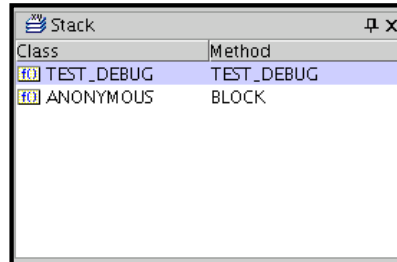 Stack
Class Method
f() TEST_DEBUG TEST_DEBUG
f() ANONYMOUS BLOCK